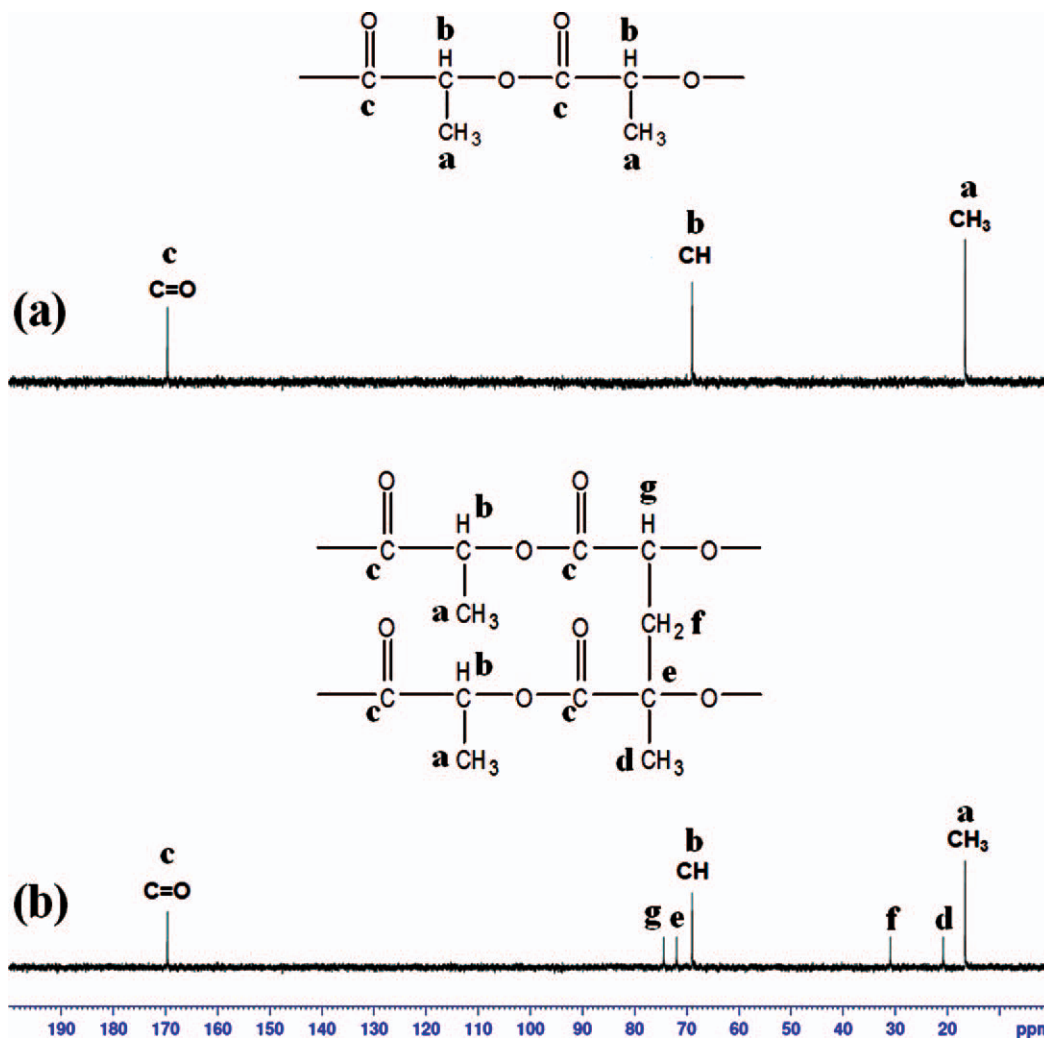 O O
b b
H H
C C O C C O
c c
CH3 CH3
a a
a
CH3
b
CH
c
C=O
(a)
O O
b g
H H
C C O C C O
c c
a CH3 CH2 f
O O
H b e
C C O C C O
c c
a CH3 d CH3
a
CH3
b
CH
c
C=O
(b)
g e f d
190 180 170 160 150 140 130 120 110 100 90 80 70 60 50 40 30 20 ppm